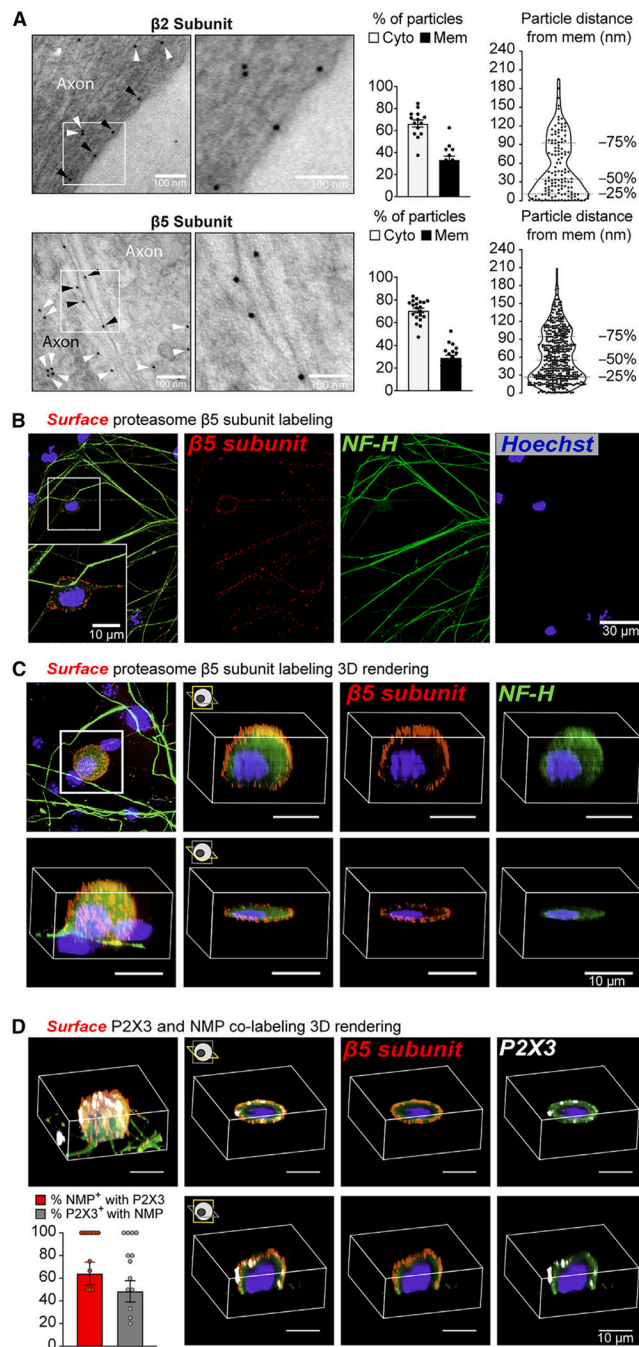 A
β2 Subunit
Axon
100 nm
100 nm
% of particles
Cyto Mem
100
80
60
40
20
0
Particle distance
from mem (nm)
240
210
180
150
120
90
60
30
0
–75%
–50%
–25%
β5 Subunit
Axon
Axon
100 nm
100 nm
% of particles
Cyto Mem
100
80
60
40
20
0
Particle distance
from mem (nm)
240
210
180
150
120
90
60
30
0
–75%
–50%
–25%
B Surface proteasome β5 subunit labeling
β5 subunit
NF-H
Hoechst
10 μm
30 μm
C Surface proteasome β5 subunit labeling 3D rendering
β5 subunit
NF-H
10 μm
D Surface P2X3 and NMP co-labeling 3D rendering
β5 subunit
P2X3
% NMP+ with P2X3
% P2X3+ with NMP
100
80
60
40
20
0
10 μm